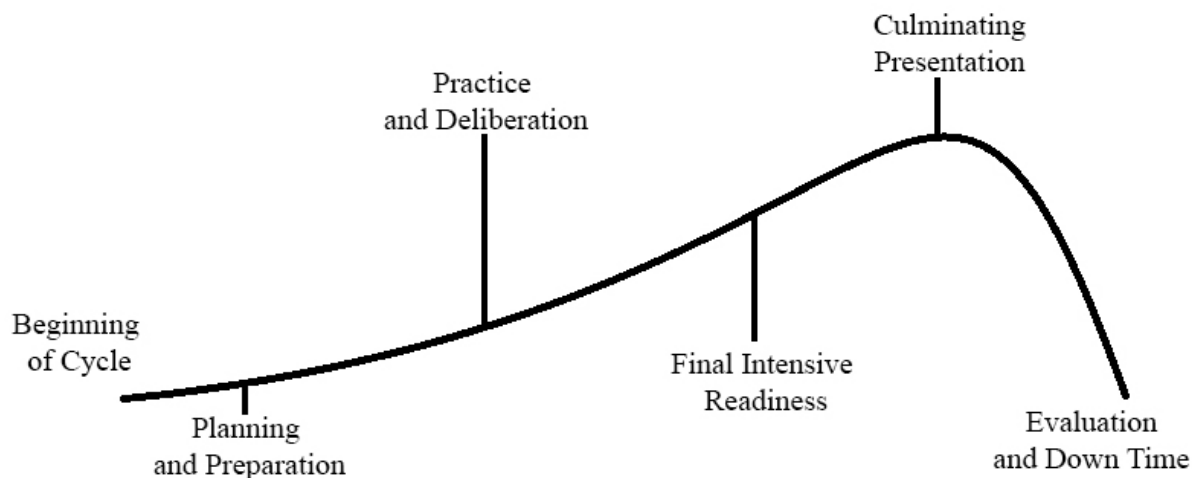 Beginning
of Cycle
Planning
and Preparation
Practice
and Deliberation
Final Intensive
Readiness
Culminating
Presentation
Evaluation
and Down Time